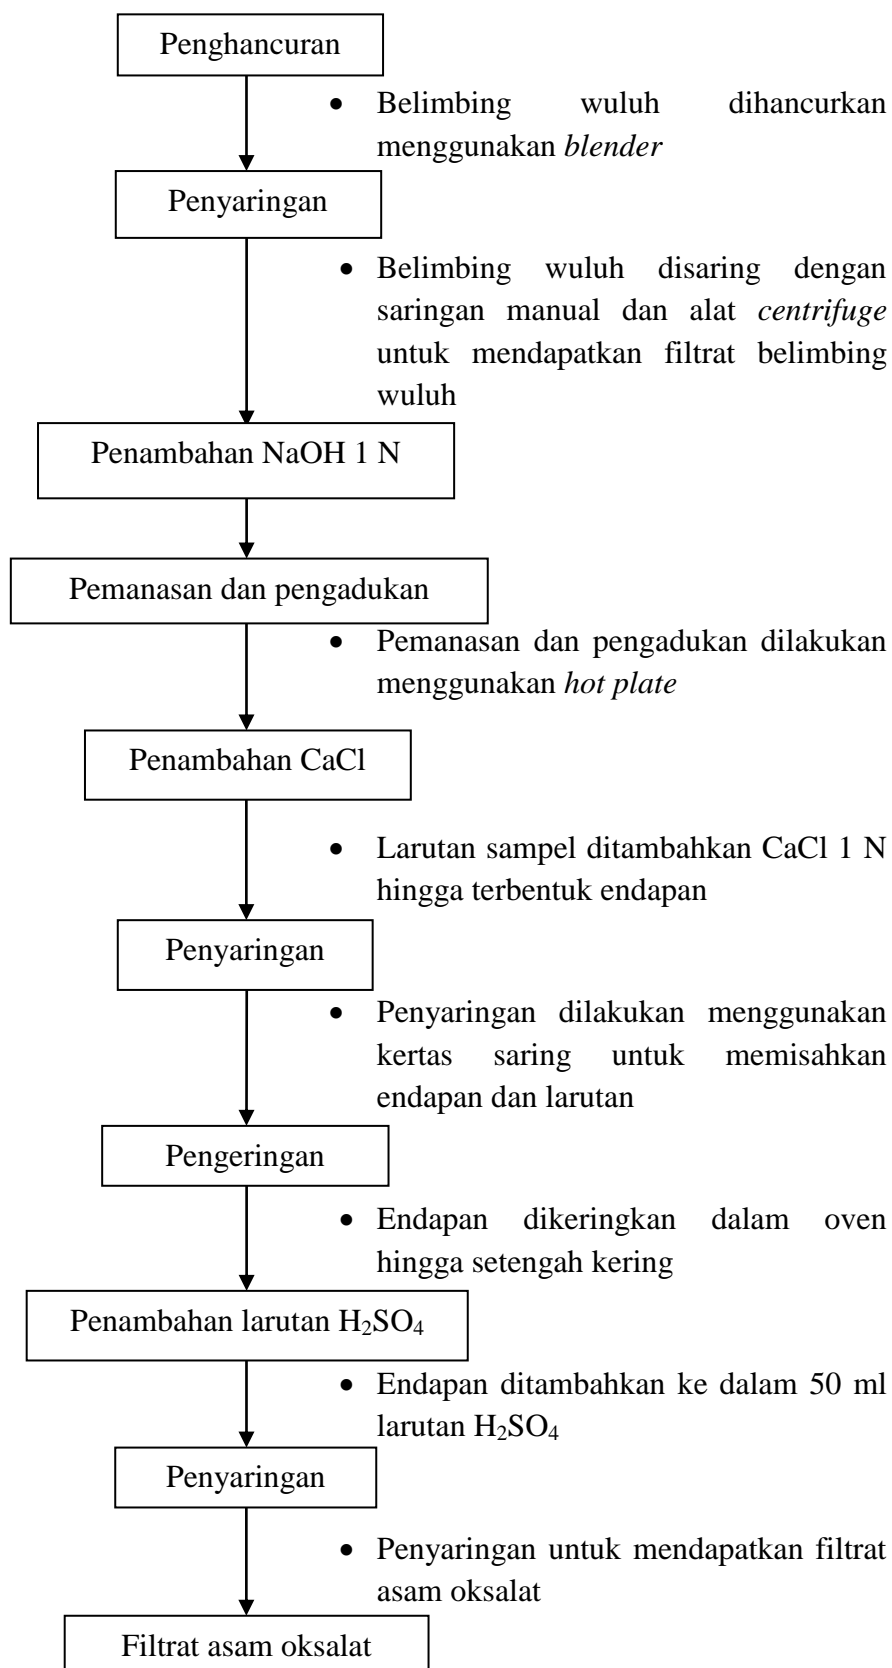 Penghancuran
• Belimbing wuluh dihancurkan
menggunakan blender
Penyaringan
• Belimbing wuluh disaring dengan
saringan manual dan alat centrifuge
untuk mendapatkan filtrat belimbing
wuluh
Penambahan NaOH 1 N
Pemanasan dan pengadukan
• Pemanasan dan pengadukan dilakukan
menggunakan hot plate
Penambahan CaCl
• Larutan sampel ditambahkan CaCl 1 N
hingga terbentuk endapan
Penyaringan
• Penyaringan dilakukan menggunakan
kertas saring untuk memisahkan
endapan dan larutan
Pengeringan
• Endapan dikeringkan dalam oven
hingga setengah kering
Penambahan larutan H₂SO₄
• Endapan ditambahkan ke dalam 50 ml
larutan H₂SO₄
Penyaringan
• Penyaringan untuk mendapatkan filtrat
asam oksalat
Filtrat asam oksalat